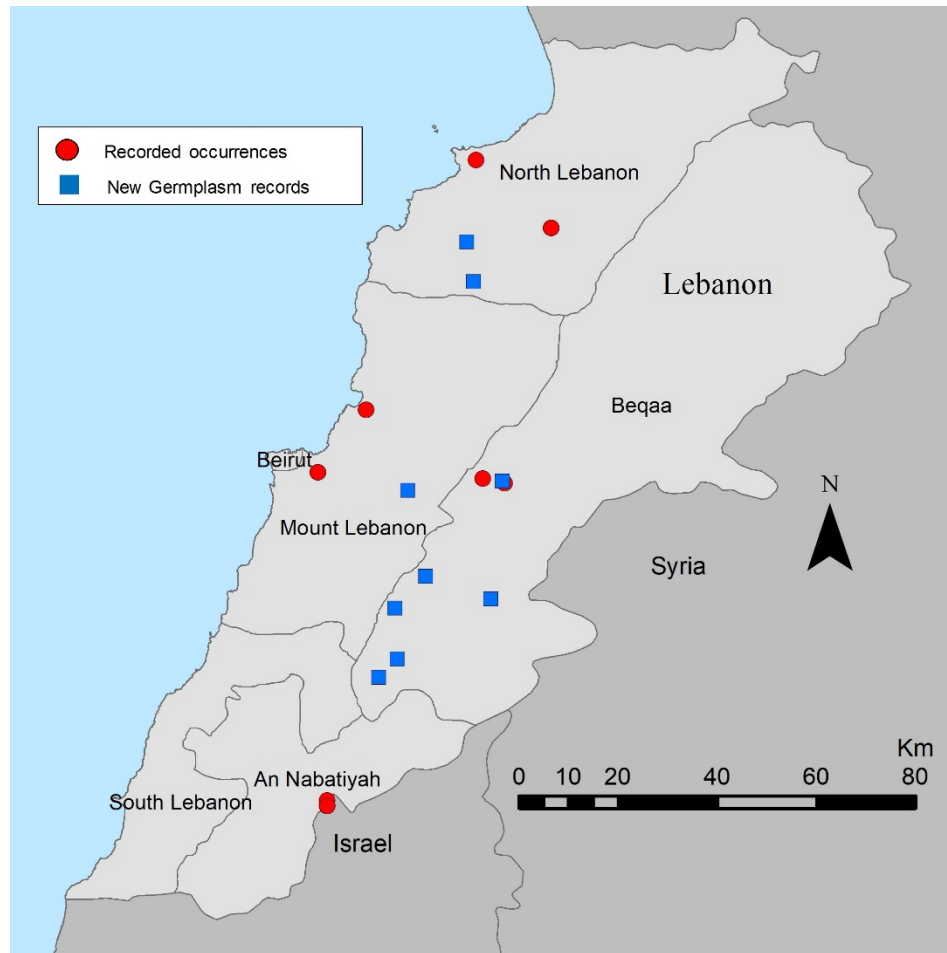 Recorded occurrences
New Germplasm records
North Lebanon
Lebanon
Beqaa
Beirut
Mount Lebanon
N
Syria
Km
0 10 20 40 60 80
An Nabatiyah
South Lebanon
Israel